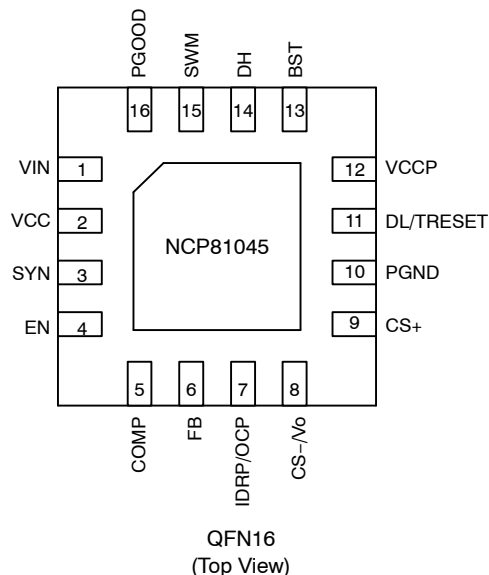 PGOOD
SWM
DH
BST
16
15
14
13
VIN
1
12
VCCP
VCC
2
11
DL/TRESET
NCP81045
SYN
3
10
PGND
EN
4
9
CS+
5
6
7
8
COMP
FB
IDRP/OCP
CS−/Vo
QFN16
(Top View)